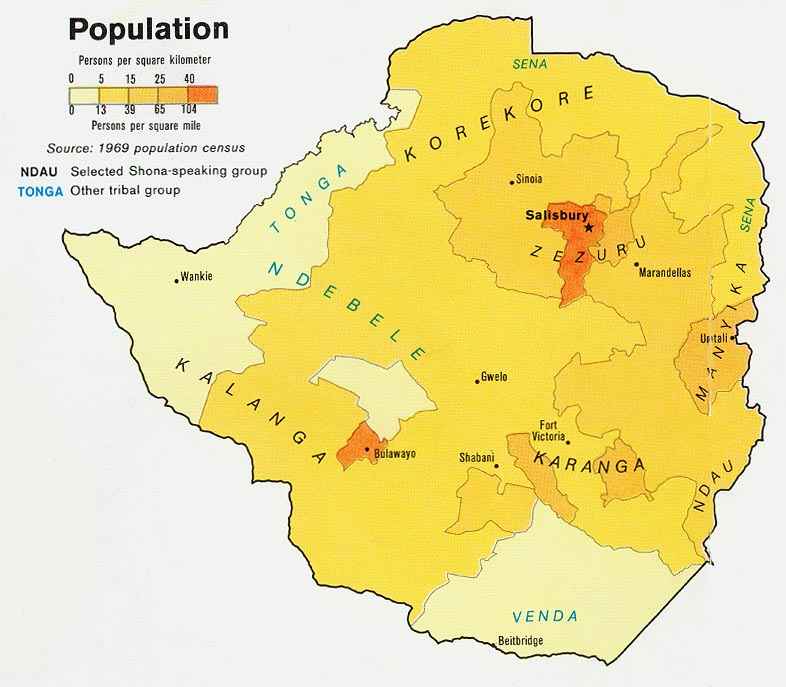 Population
Persons per square kilometer
0 5 15 25 40
0 13 39 65 104
Persons per square mile
Source: 1969 population census
NDAU Selected Shona-speaking group
TONGA Other tribal group
SENA
KOREKORE
TONGA
Sinoia
SENA
Salisbury
ZEZURU
Wankie
Marandellas
NDEBELE
MANYIKA
Umtali
KALANGA
Gwelo
Fort
Victoria
Bulawayo
Shabani
KARANGA
NDAU
VENDA
Beitbridge